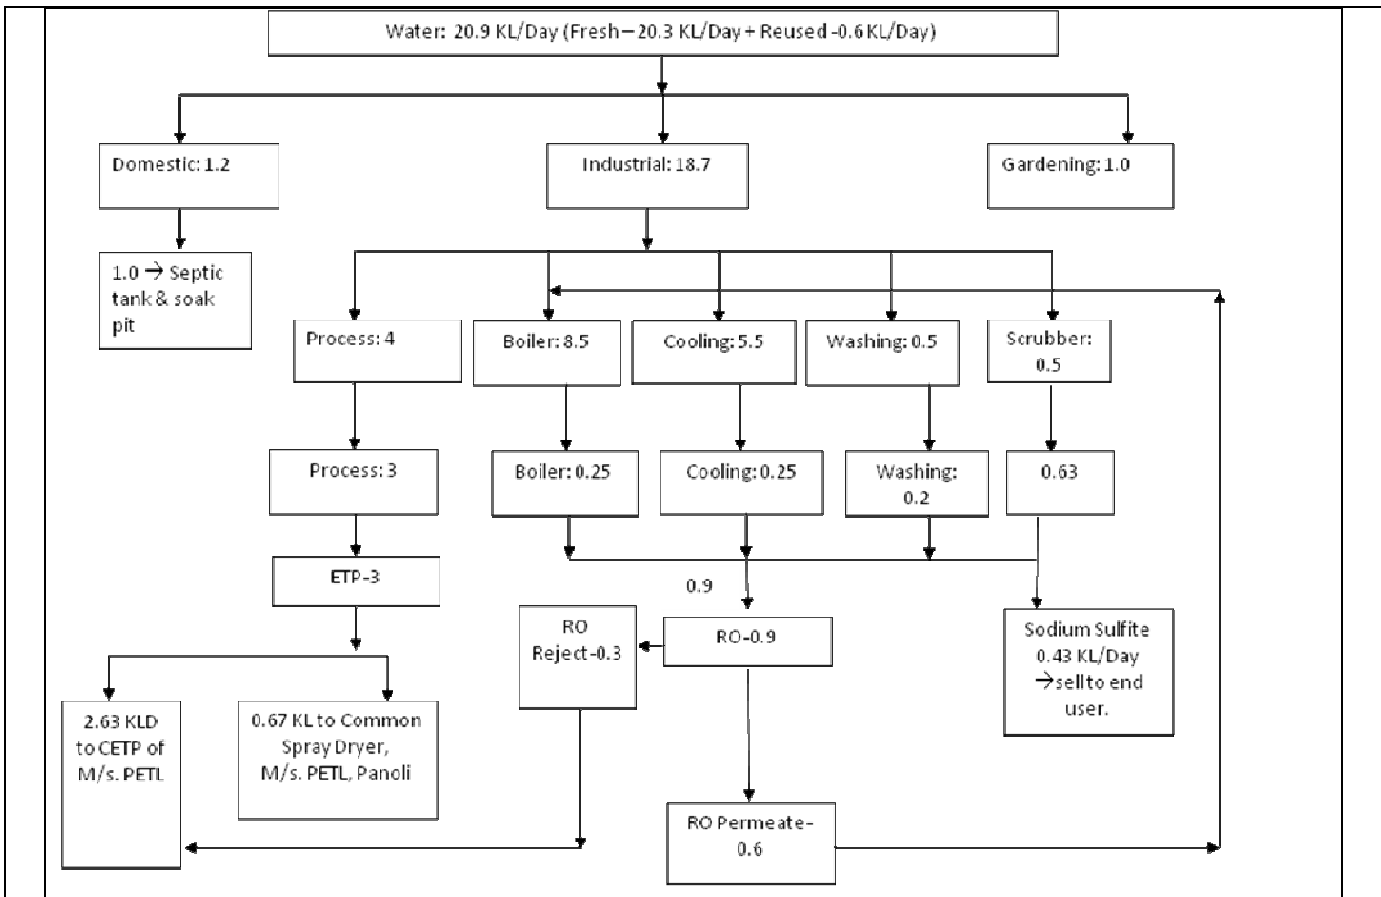 Water: 20.9 KL/Day (Fresh–20.3 KL/Day + Reused -0.6 KL/Day)
Domestic: 1.2
Industrial: 18.7
Gardening: 1.0
1.0 → Septic
tank & soak
pit
Process: 4
Boiler: 8.5
Cooling: 5.5
Washing: 0.5
Scrubber:
0.5
Process: 3
Boiler: 0.25
Cooling: 0.25
Washing:
0.2
0.63
ETP-3
0.9
RO
Reject-0.3
RO-0.9
Sodium Sulfite
0.43 KL/Day
→sell to end
user.
2.63 KLD
to CETP of
M/s. PETL
0.67 KL to Common
Spray Dryer,
M/s. PETL, Panoli
RO Permeate–
0.6